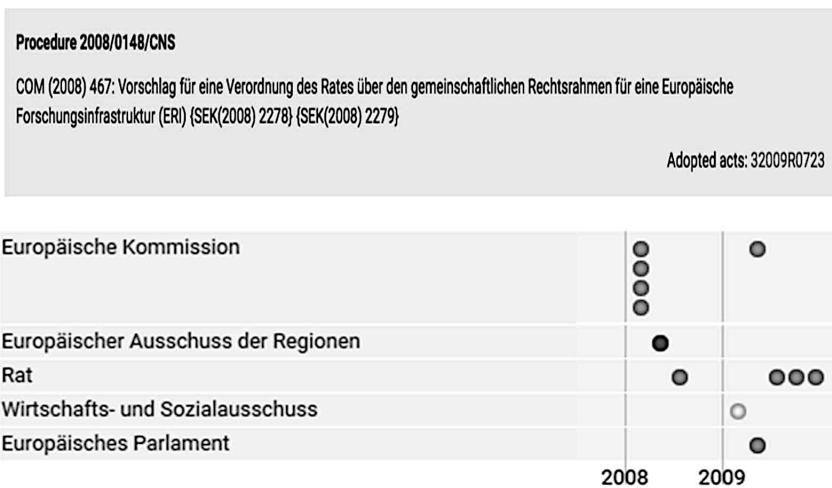 Procedure 2008/0148/CNS
COM (2008) 467: Vorschlag für eine Verordnung des Rates über den gemeinschaftlichen Rechtsrahmen für eine Europäische
Forschungsinfrastruktur (ERI) {SEK(2008) 2278} {SEK(2008) 2279}
Adopted acts: 32009R0723
Europäische Kommission
Europäischer Ausschuss der Regionen
Rat
Wirtschafts- und Sozialausschuss
Europäisches Parlament
2008 2009